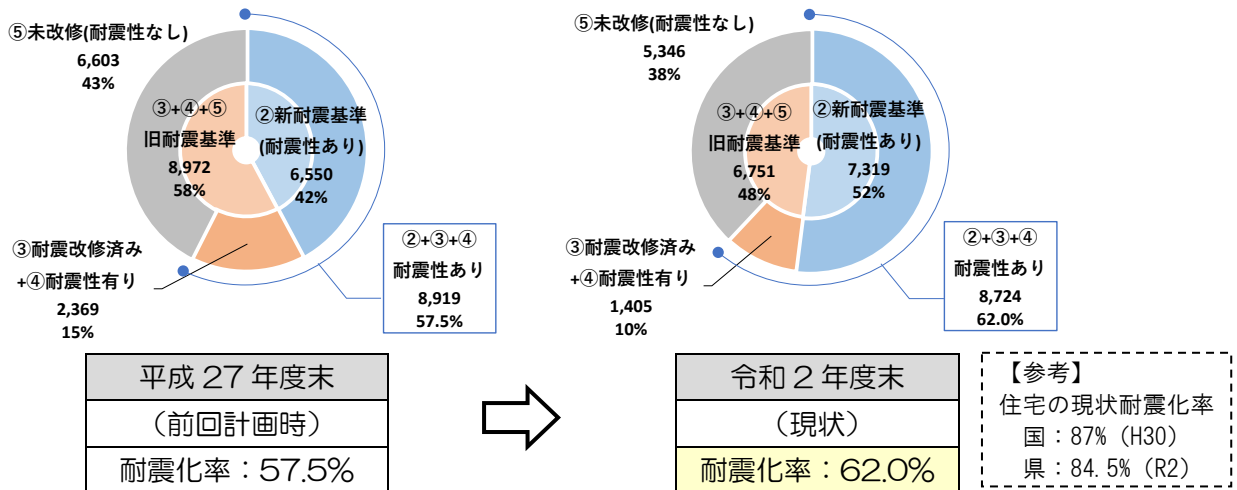 ⑤未改修(耐震性なし)
6,603
43%
③+④+⑤
旧耐震基準
8,972
58%
②新耐震基準
(耐震性あり)
6,550
42%
③耐震改修済み
+④耐震性有り
2,369
15%
②+③+④
耐震性あり
8,919
57.5%
⑤未改修(耐震性なし)
5,346
38%
③+④+⑤
旧耐震基準
6,751
48%
②新耐震基準
(耐震性あり)
7,319
52%
③耐震改修済み
+④耐震性有り
1,405
10%
②+③+④
耐震性あり
8,724
62.0%
平成 27 年度末
（前回計画時）
耐震化率：57.5%
令和 2 年度末
（現状）
耐震化率：62.0%
【参考】
住宅の現状耐震化率
国：87%（H30）
県：84.5%（R2）